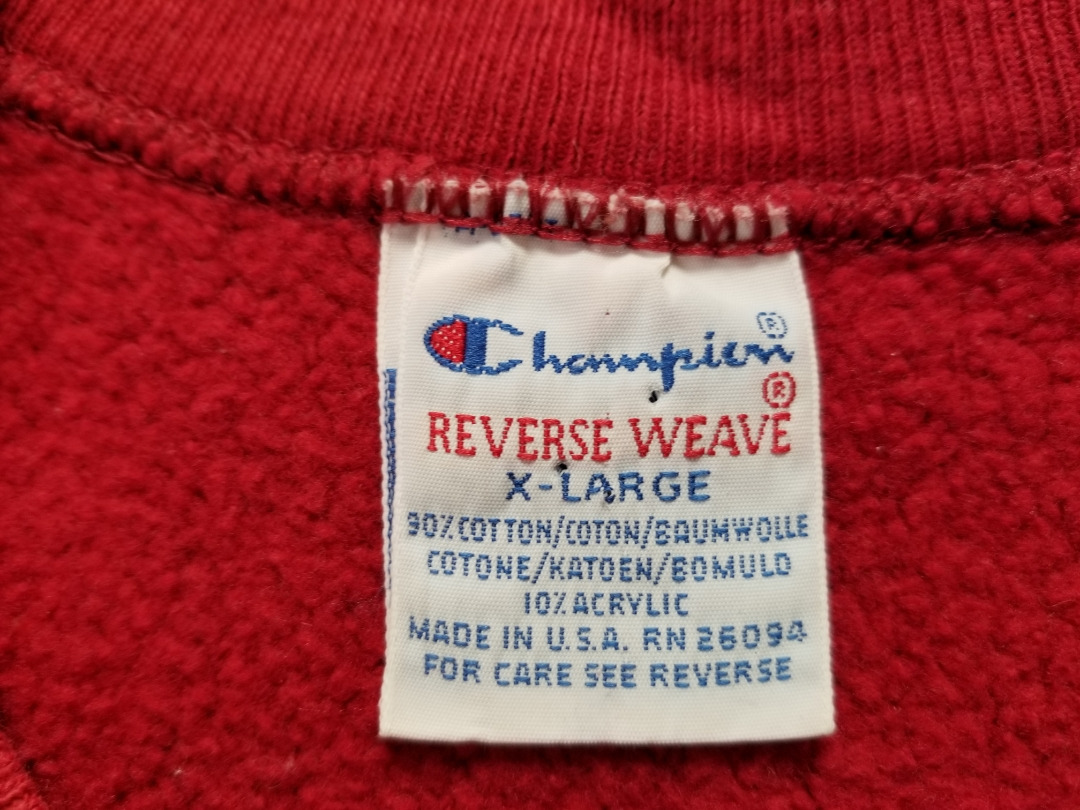 Champion ®
REVERSE WEAVE ®
X-LARGE
90% COTTON/COTON/BAUMWOLLE
COTONE/KATOEN/BOMULD
10% ACRYLIC
MADE IN U.S.A. RN 26094
FOR CARE SEE REVERSE